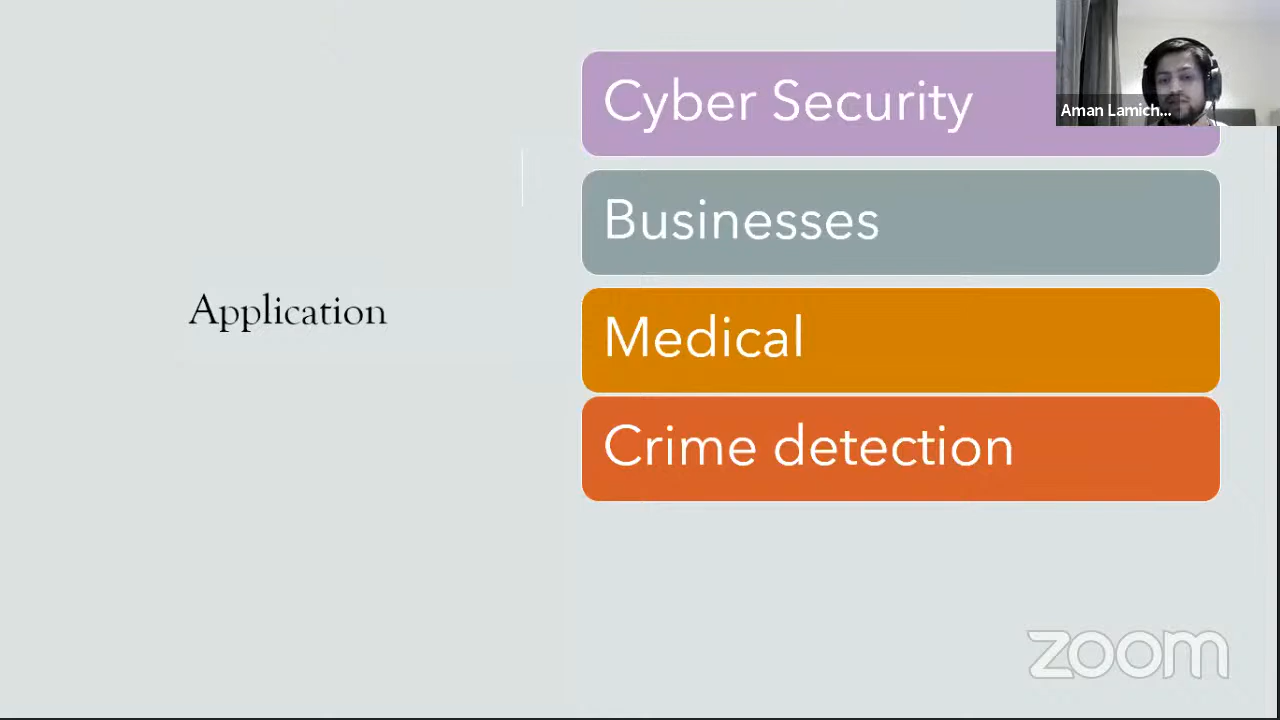 Cyber Security
Aman Lamich...
Businesses
Application
Medical
Crime detection
zoom